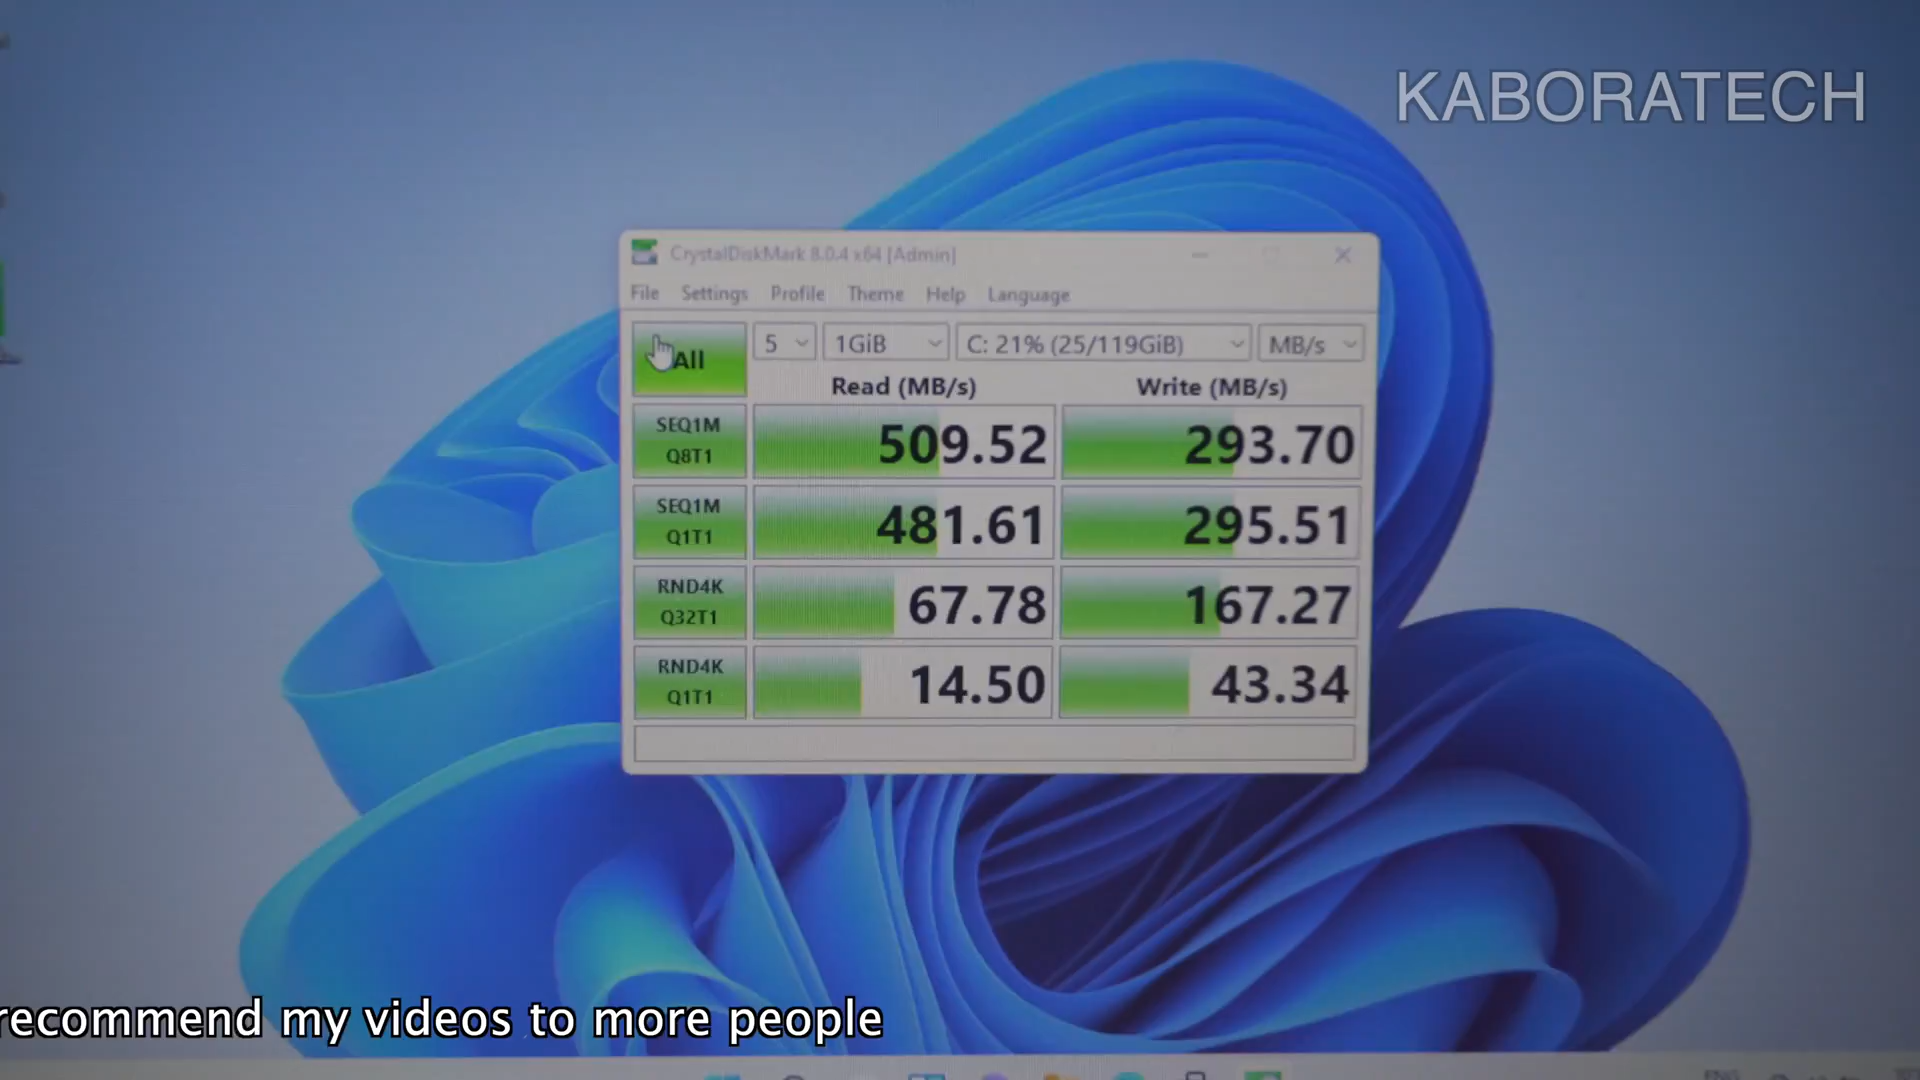 KABORATECH
CrystalDiskMark 8.0.4 x64 [Admin]
File Settings Profile Theme Help Language
All 5 1GiB C: 21% (25/119GiB) MB/s
Read (MB/s) Write (MB/s)
SEQ1M
Q8T1 509.52 293.70
SEQ1M
Q1T1 481.61 295.51
RND4K
Q32T1 67.78 167.27
RND4K
Q1T1 14.50 43.34
recommend my videos to more people